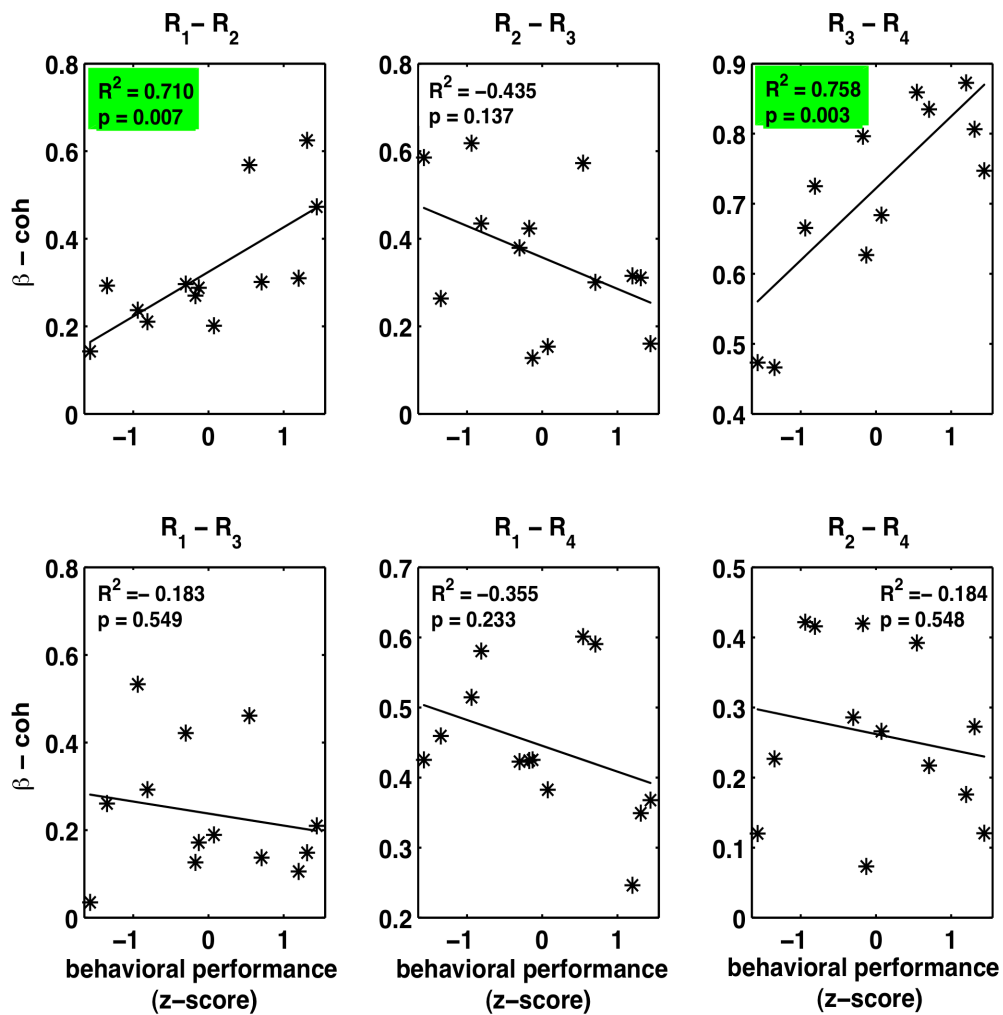 R1 – R2
R2 – R3
R3 – R4
R² = 0.710
p = 0.007
R² = –0.435
p = 0.137
R² = 0.758
p = 0.003
β – coh
0.8
0.6
0.4
0.2
0
–1 0 1
0.8
0.6
0.4
0.2
0
–1 0 1
0.9
0.8
0.7
0.6
0.5
0.4
–1 0 1
R1 – R3
R1 – R4
R2 – R4
R² =– 0.183
p = 0.549
R² =–0.355
p = 0.233
R² = –0.184
p = 0.548
β – coh
0.8
0.6
0.4
0.2
0
–1 0 1
0.7
0.6
0.5
0.4
0.3
0.2
–1 0 1
0.5
0.4
0.3
0.2
0.1
0
–1 0 1
behavioral performance
(z–score)
behavioral performance
(z–score)
behavioral performance
(z–score)